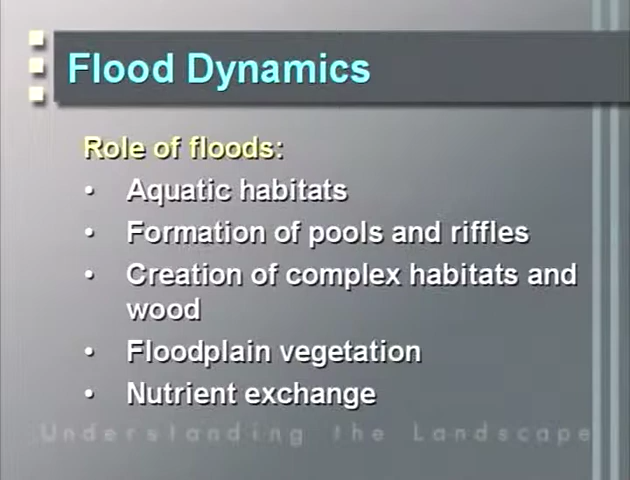 Flood Dynamics
Role of floods:
• Aquatic habitats
• Formation of pools and riffles
• Creation of complex habitats and
wood
• Floodplain vegetation
• Nutrient exchange
Understanding the Landscape